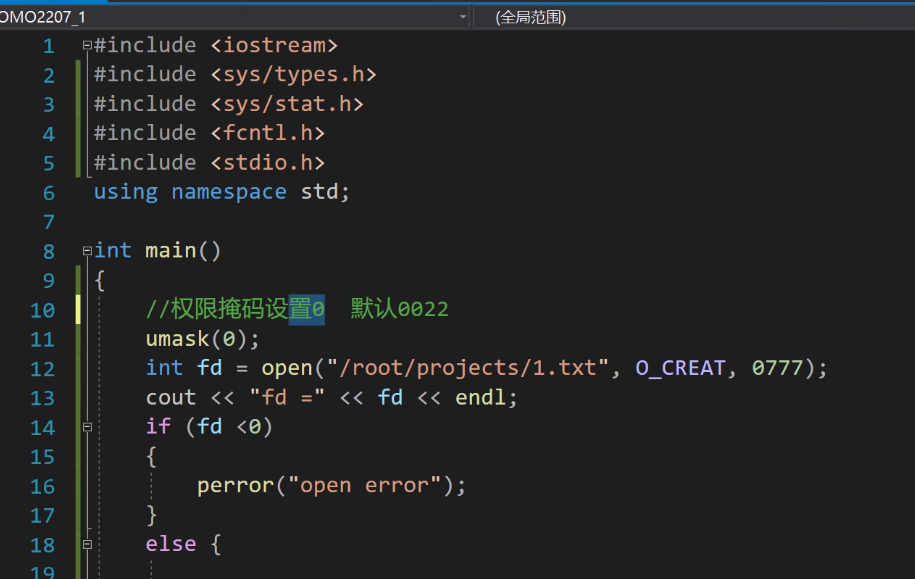 OMO2207_1 (全局范围)
1 #include <iostream>
2 #include <sys/types.h>
3 #include <sys/stat.h>
4 #include <fcntl.h>
5 #include <stdio.h>
6 using namespace std;
7
8 int main()
9 {
10 //权限掩码设置0 默认0022
11 umask(0);
12 int fd = open("/root/projects/1.txt", O_CREAT, 0777);
13 cout << "fd =" << fd << endl;
14 if (fd <0)
15 {
16 perror("open error");
17 }
18 else {
19